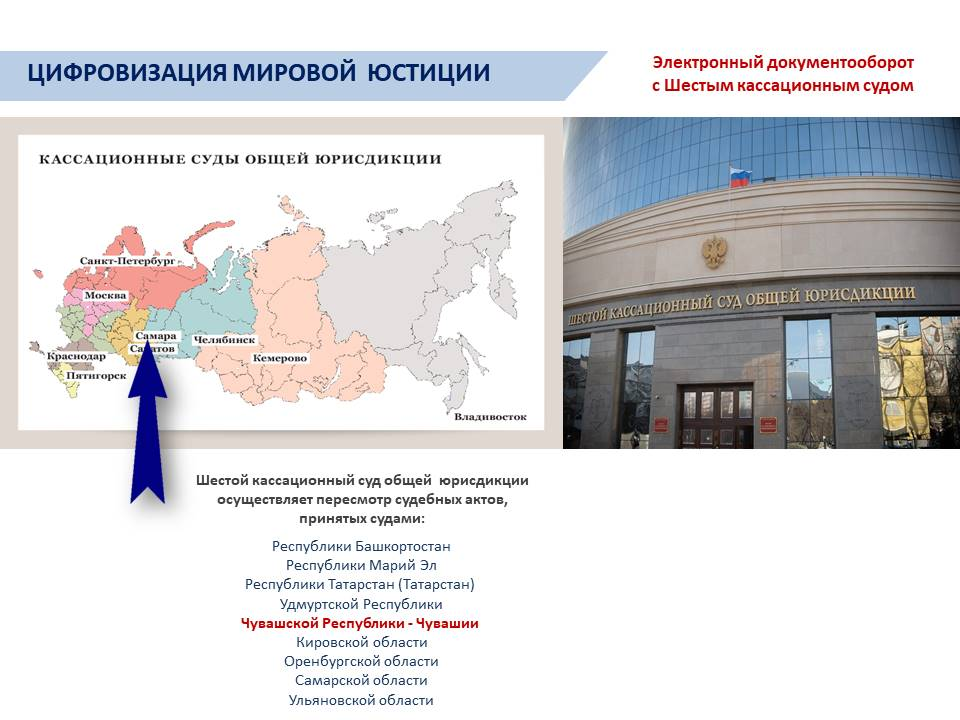 ЦИФРОВИЗАЦИЯ МИРОВОЙ ЮСТИЦИИ
Электронный документооборот
с Шестым кассационным судом
КАССАЦИОННЫЕ СУДЫ ОБЩЕЙ ЮРИСДИКЦИИ
Санкт-Петербург
Москва
Самара
Саратов
Челябинск
Краснодар
Кемерово
Пятигорск
Владивосток
ШЕСТОЙ КАССАЦИОННЫЙ СУД ОБЩЕЙ ЮРИСДИКЦИИ
Шестой кассационный суд общей юрисдикции
осуществляет пересмотр судебных актов,
принятых судами:
Республики Башкортостан
Республики Марий Эл
Республики Татарстан (Татарстан)
Удмуртской Республики
Чувашской Республики - Чувашии
Кировской области
Оренбургской области
Самарской области
Ульяновской области